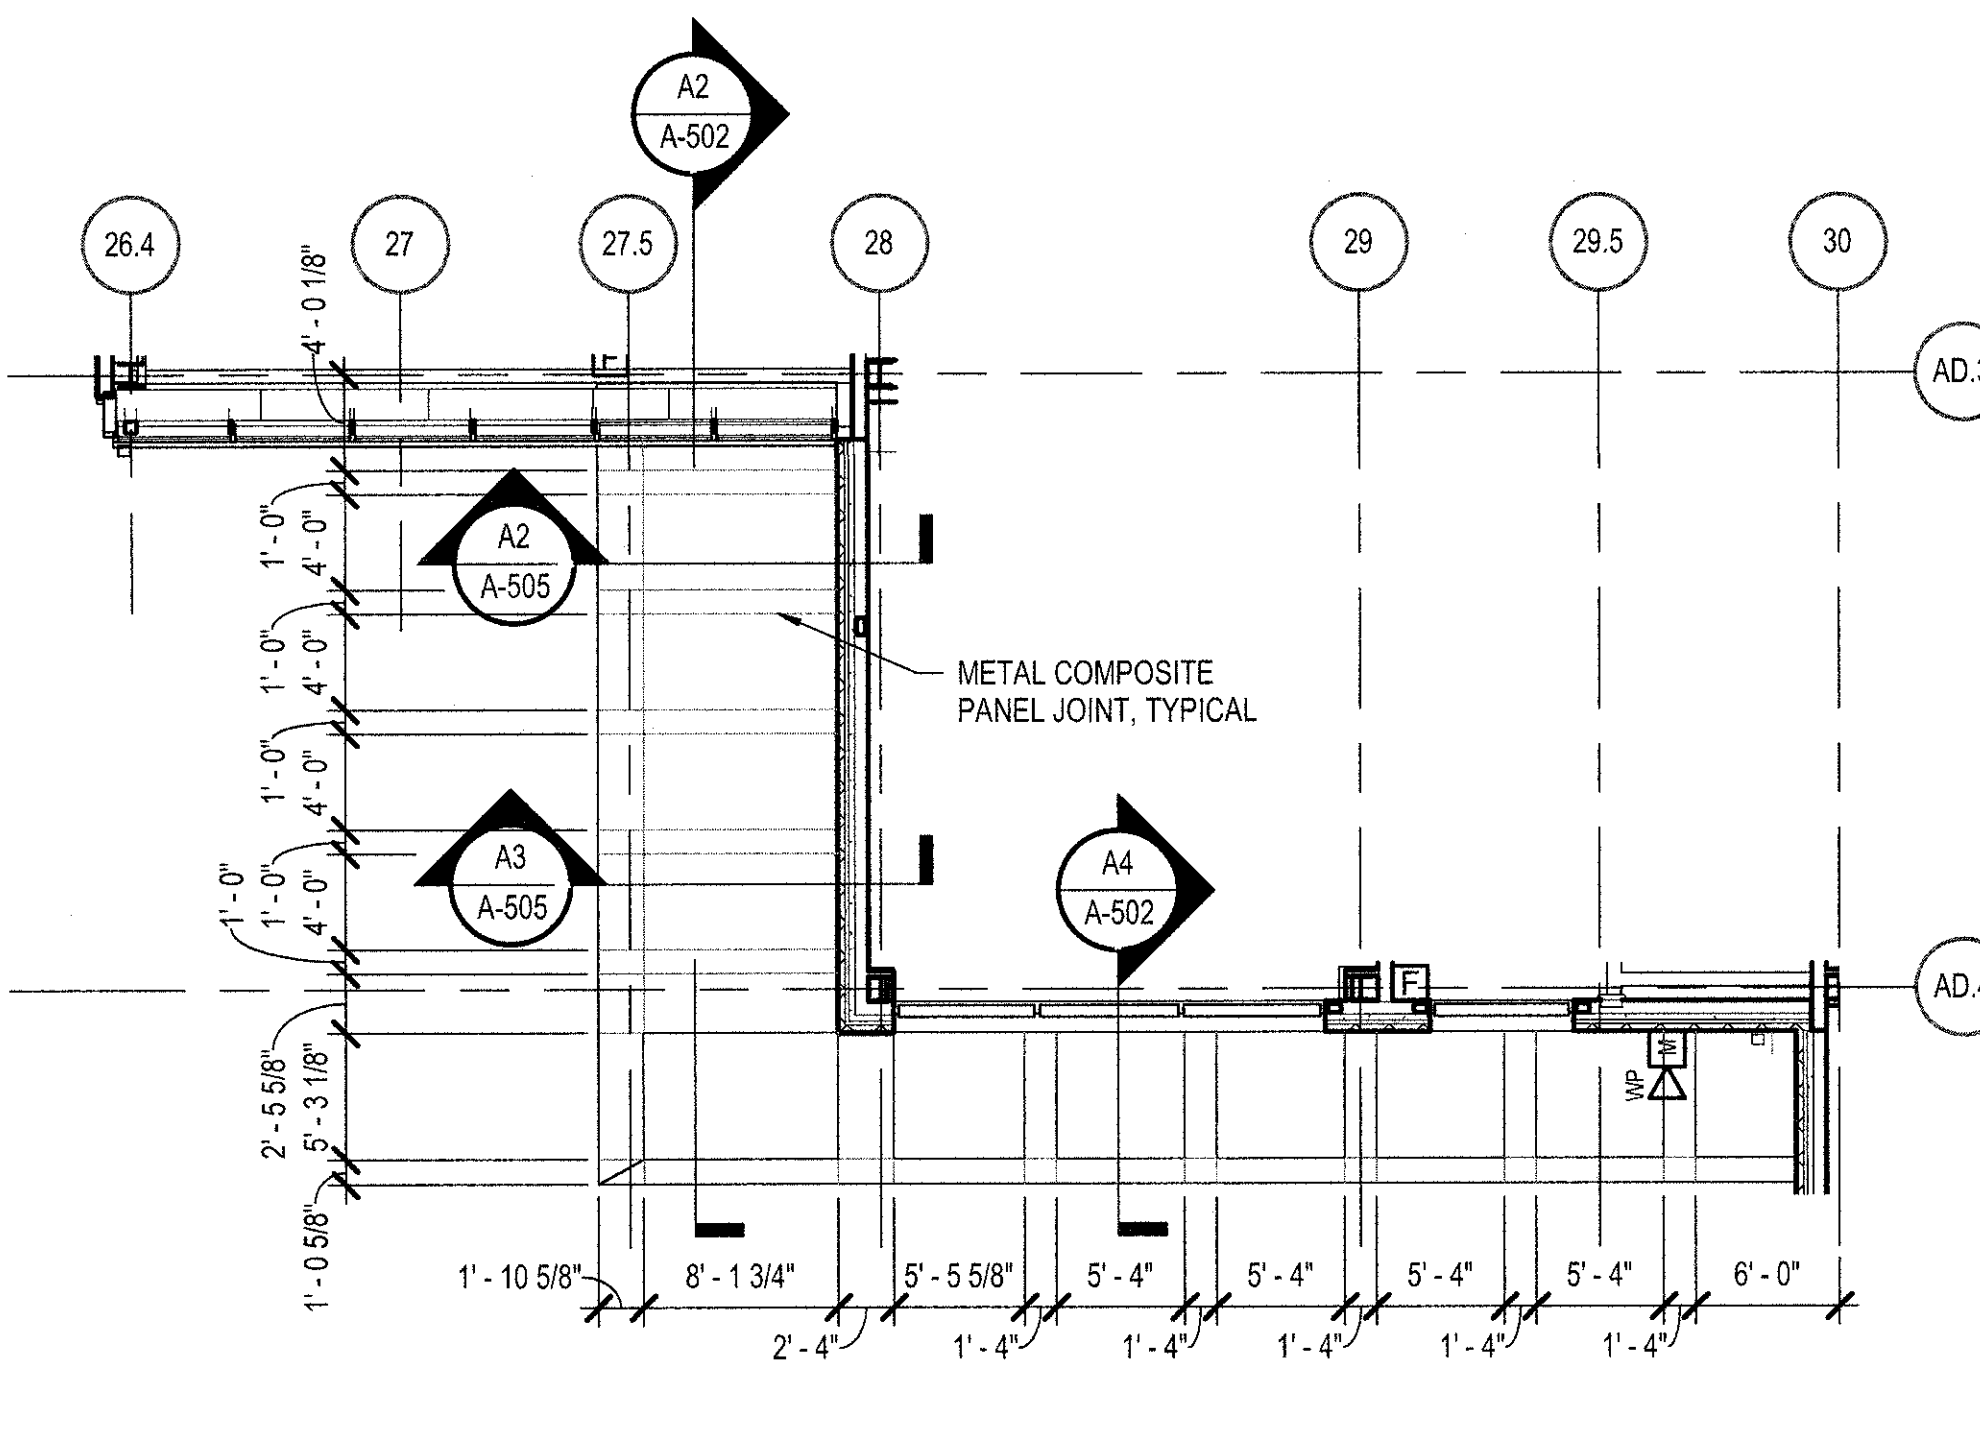 A2
A-502
26.4
27
27.5
28
29
29.5
30
4' - 0 1/8"
F
AD.3
1' - 0"
4' - 0"
A2
A-505
1' - 0"
4' - 0"
METAL COMPOSITE
PANEL JOINT, TYPICAL
1' - 0"
4' - 0"
A3
A-505
A4
A-502
1' - 0"
1' - 0"
4' - 0"
F
AD.4
2' - 5 5/8"
5' - 3 1/8"
M
WP
1' - 0 5/8"
1' - 10 5/8"
8' - 1 3/4"
5' - 5 5/8"
5' - 4"
5' - 4"
5' - 4"
5' - 4"
6' - 0"
2' - 4"
1' - 4"
1' - 4"
1' - 4"
1' - 4"
1' - 4"